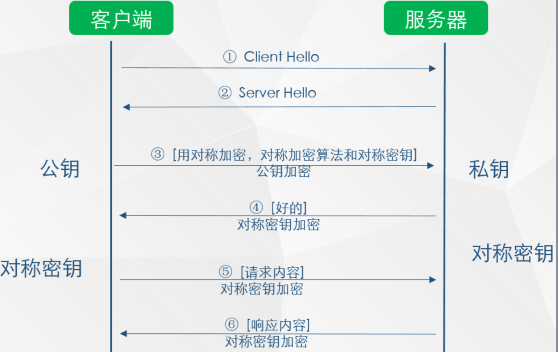 客户端
服务器
① Client Hello
② Server Hello
③ [用对称加密，对称加密算法和对称密钥]
公钥加密
公钥
私钥
④ [好的]
对称密钥加密
对称密钥
对称密钥
⑤ [请求内容]
对称密钥加密
⑥ [响应内容]
对称密钥加密